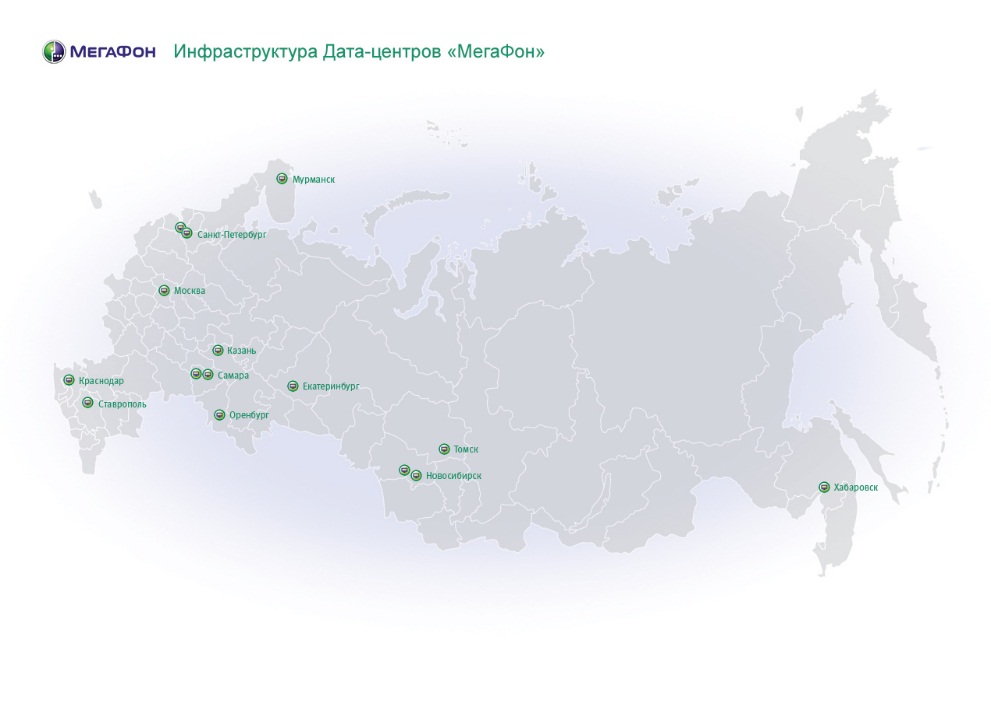 МЕГАФОН Инфраструктура Дата-центров «МегаФон»
Мурманск
Санкт-Петербург
Москва
Казань
Самара
Краснодар
Екатеринбург
Ставрополь
Оренбург
Томск
Новосибирск
Хабаровск